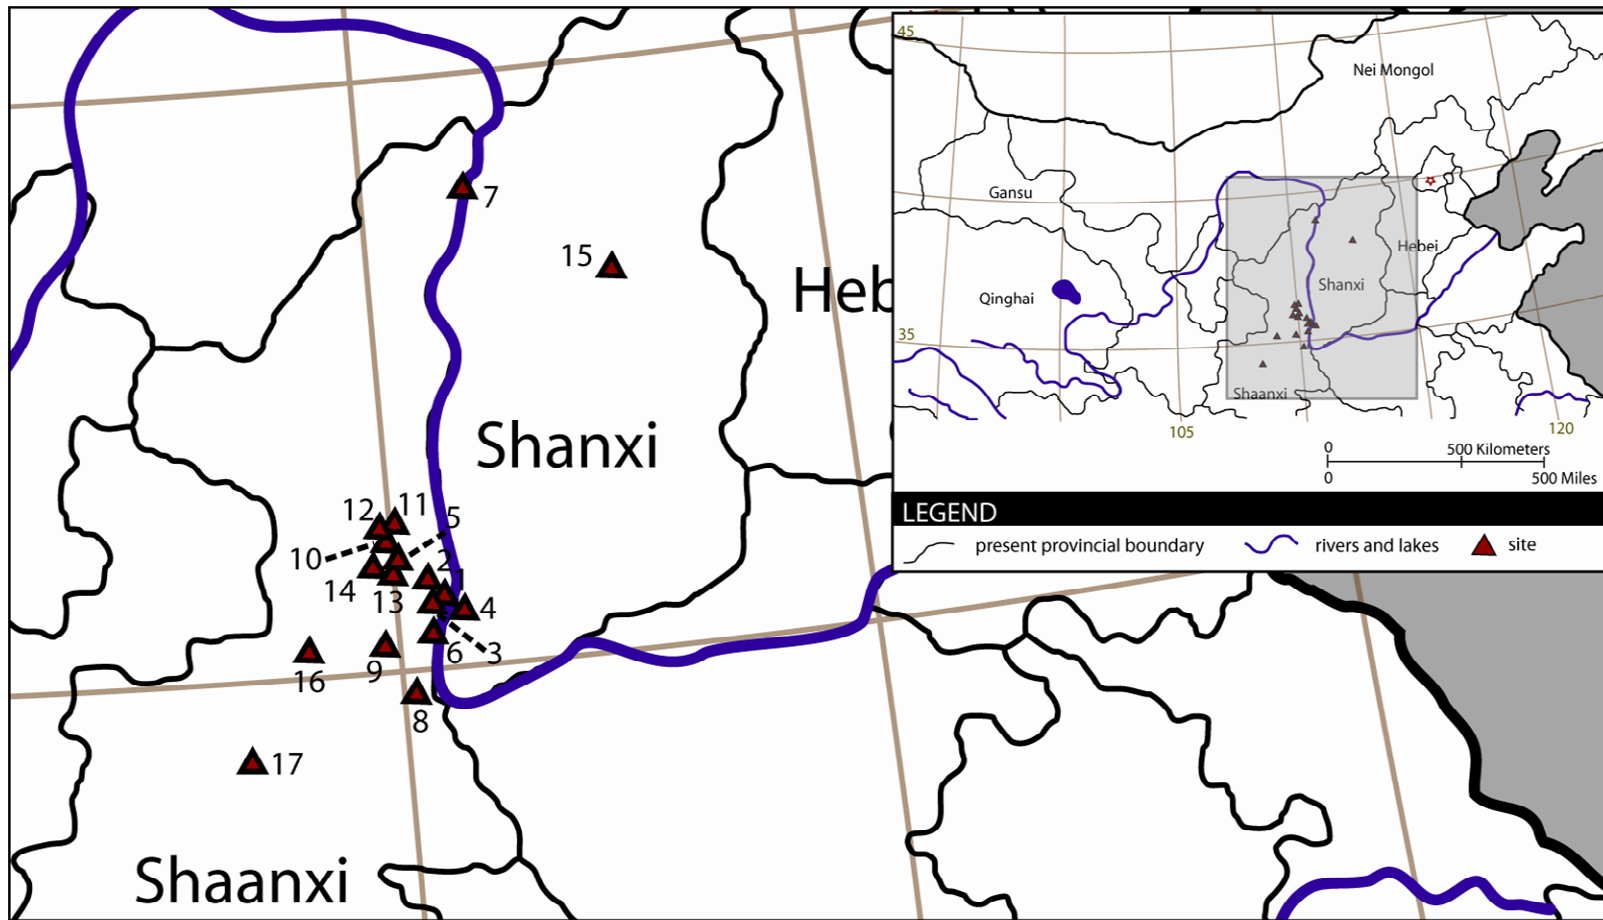 45
Nei Mongol
Gansu
Hebei
Qinghai
Shanxi
35
Shaanxi
105
120
0 500 Kilometers
0 500 Miles
LEGEND
present provincial boundary
rivers and lakes
site
7
15
Heb
Shanxi
12
11
5
10
2
14
13
1
4
3
6
9
16
8
17
Shaanxi